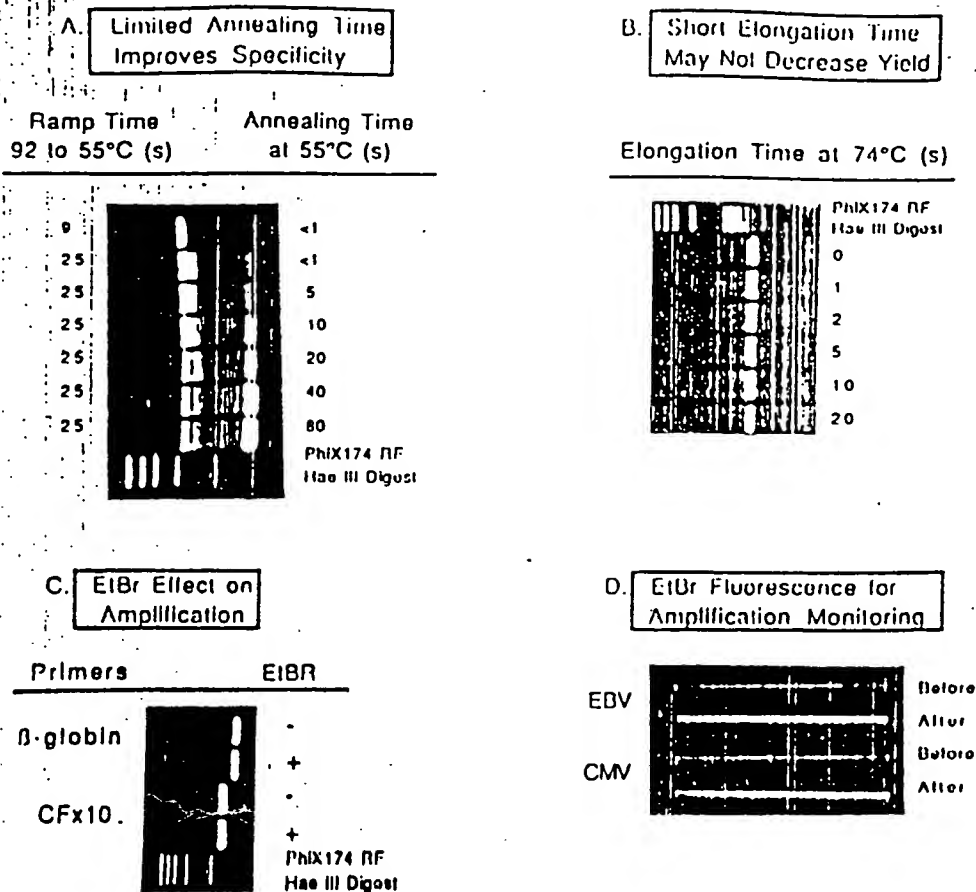 A. Limited Annealing Time
Improves Specificity
Ramp Time
92 to 55°C (s)
Annealing Time
at 55°C (s)
9 <1
25 <1
25 5
25 10
25 20
25 40
25 80
PhiX174 RF
Hae III Digest
B. Short Elongation Time
May Not Decrease Yield
Elongation Time at 74°C (s)
PhiX174 RF
Hae III Digest
0
1
2
5
10
20
C. EtBr Effect on
Amplification
Primers EtBR
ß-globin -
+
CFx10. -
+
PhiX174 RF
Hae III Digest
D. EtBr Fluorescence for
Amplification Monitoring
EBV Before
After
CMV Before
After